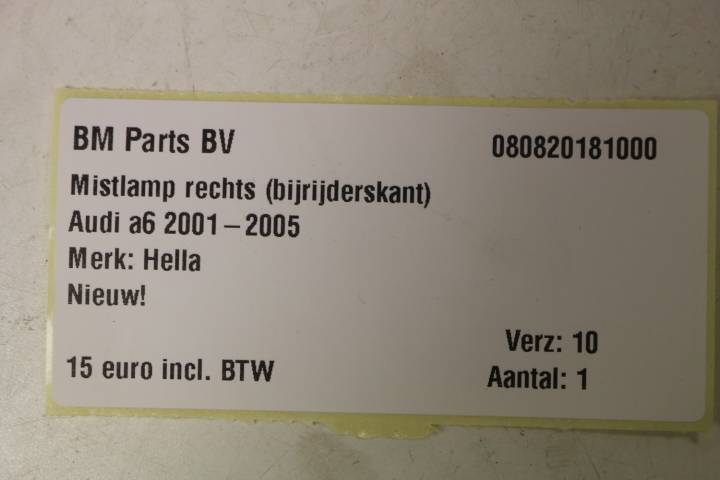 BM Parts BV 080820181000
Mistlamp rechts (bijrijderskant)
Audi a6 2001 – 2005
Merk: Hella
Nieuw!
Verz: 10
15 euro incl. BTW Aantal: 1